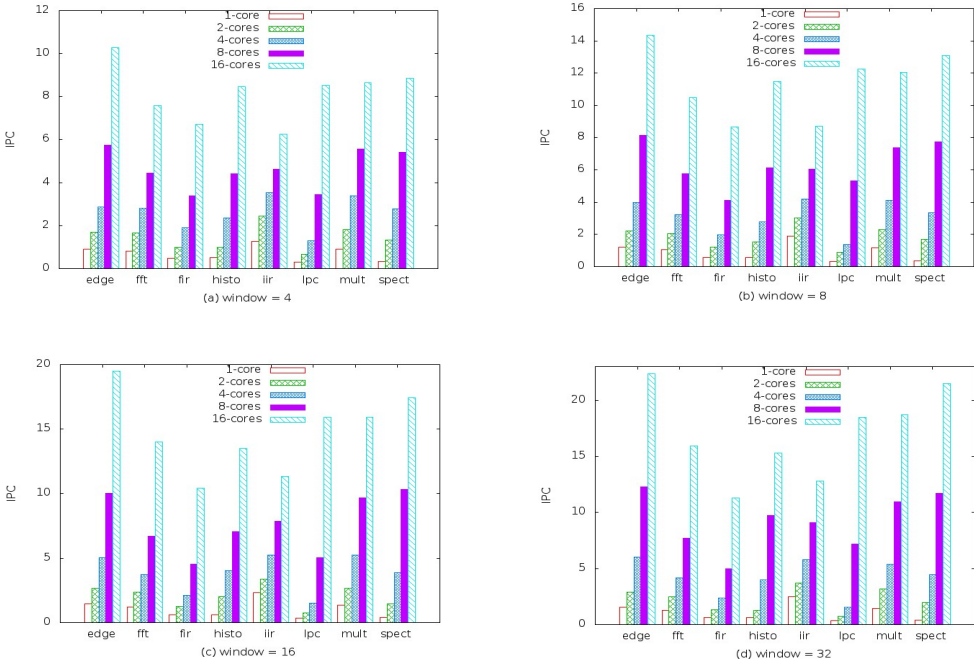 12
10
8
6
4
2
0
IPC
1-core
2-cores
4-cores
8-cores
16-cores
edge fft fir histo iir lpc mult spect
(a) window = 4
16
14
12
10
8
6
4
2
0
IPC
1-core
2-cores
4-cores
8-cores
16-cores
edge fft fir histo iir lpc mult spect
(b) window = 8
20
15
10
5
0
IPC
1-core
2-cores
4-cores
8-cores
16-cores
edge fft fir histo iir lpc mult spect
(c) window = 16
20
15
10
5
0
IPC
1-core
2-cores
4-cores
8-cores
16-cores
edge fft fir histo iir lpc mult spect
(d) window = 32